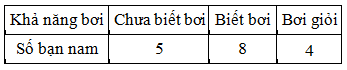 Khả năng bơi Chưa biết bơi Biết bơi Bơi giỏi
Số bạn nam 5 8 4